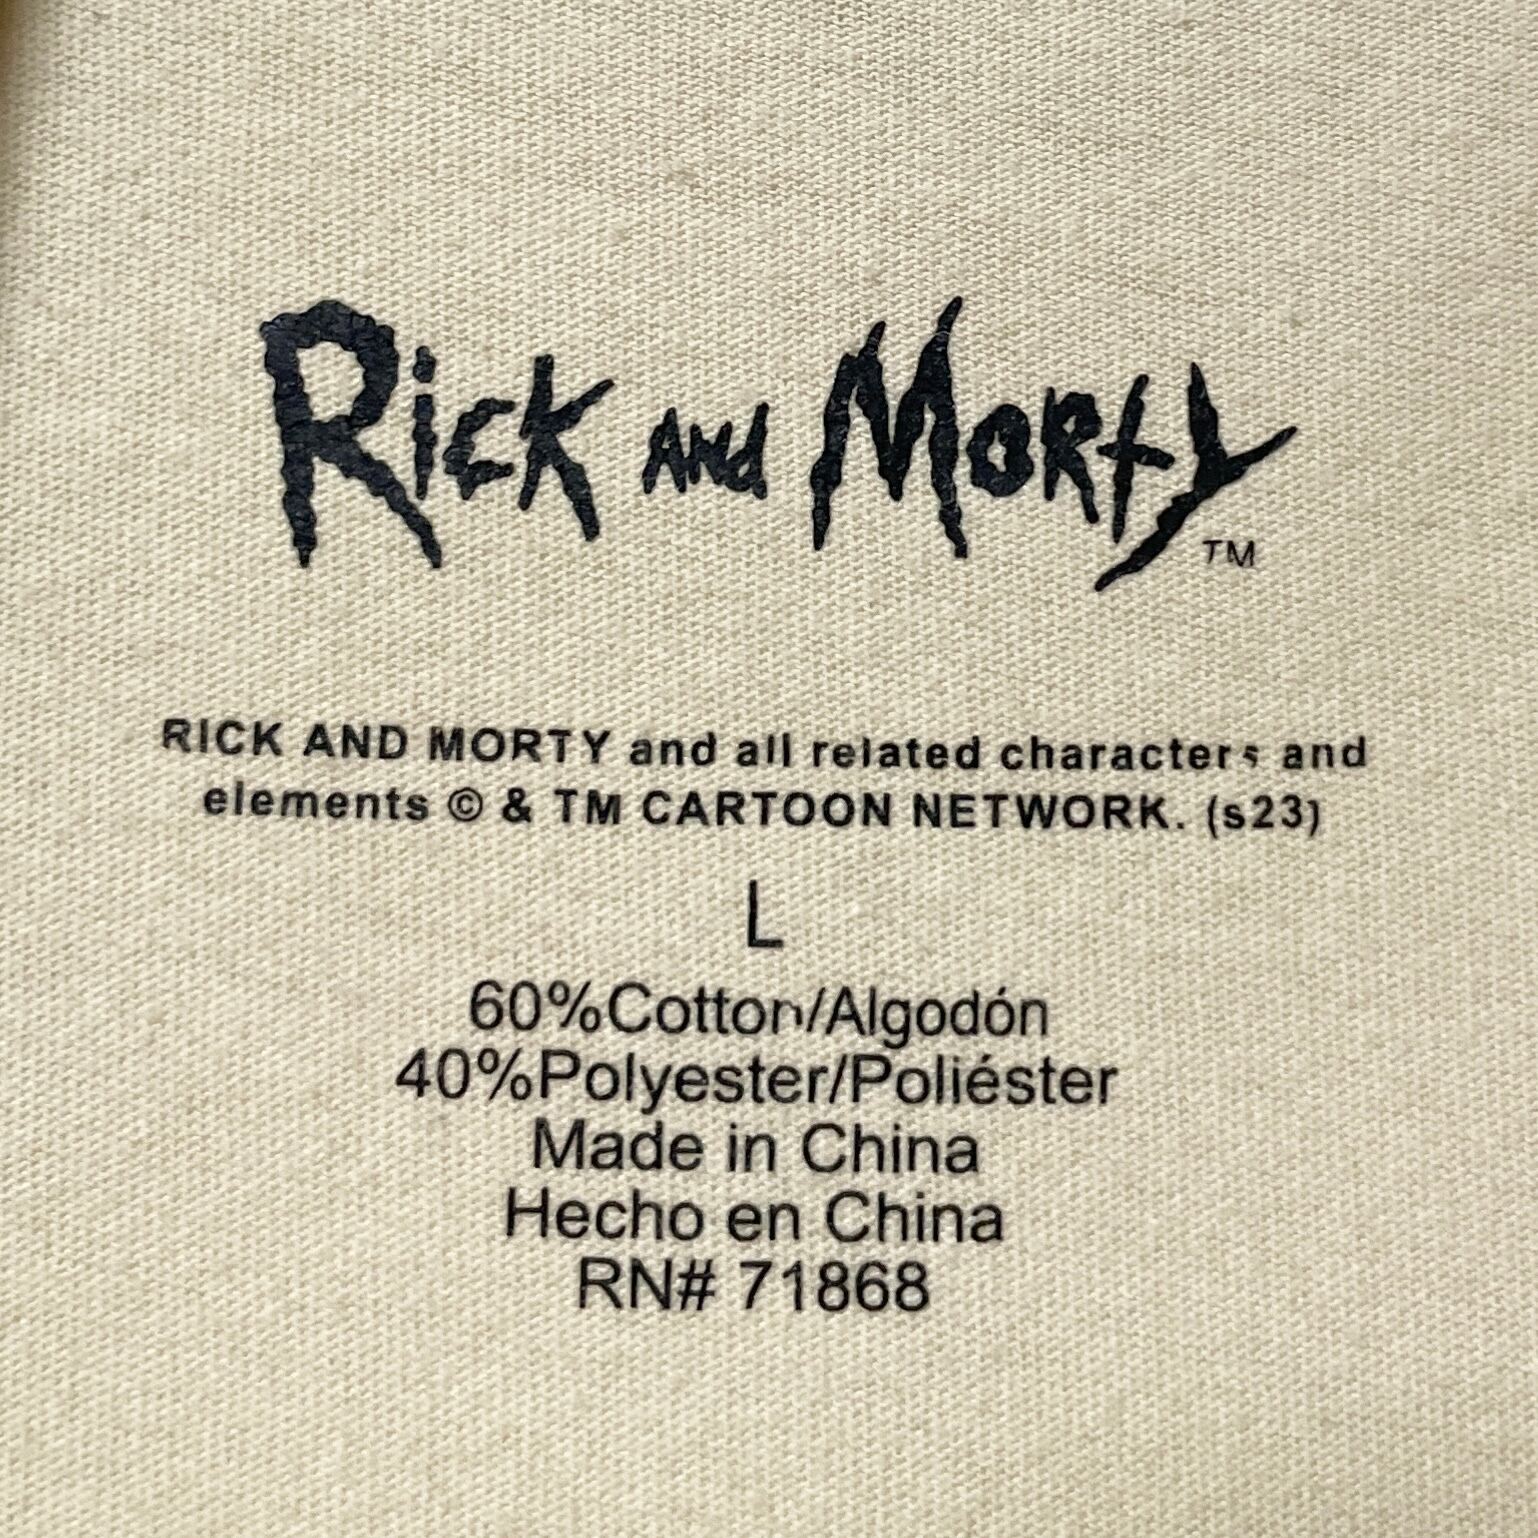 Rick and Morty
TM
RICK AND MORTY and all related characters and
elements © & TM CARTOON NETWORK. (s23)
L
60%Cotton/Algodón
40%Polyester/Poliéster
Made in China
Hecho en China
RN# 71868